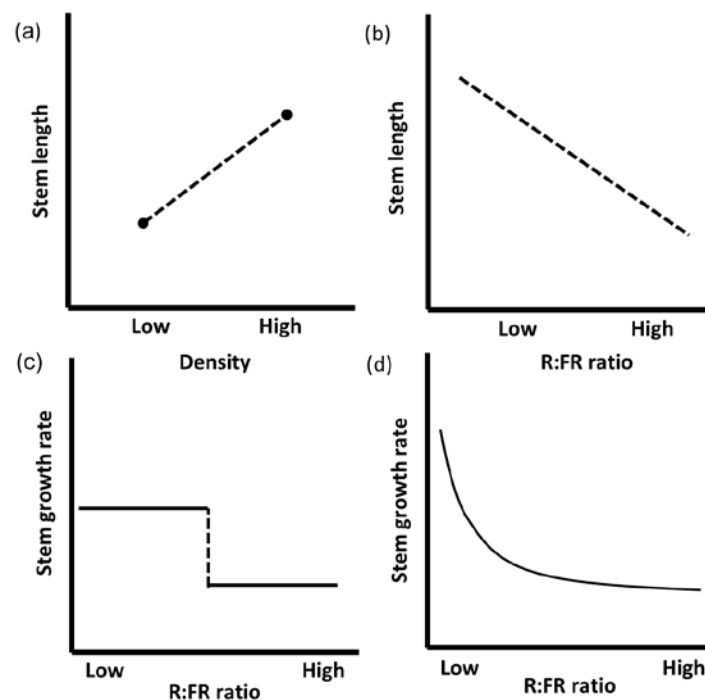 (a)
Stem length
Low High
Density
(b)
Stem length
Low High
R:FR ratio
(c)
Stem growth rate
Low High
R:FR ratio
(d)
Stem growth rate
Low High
R:FR ratio